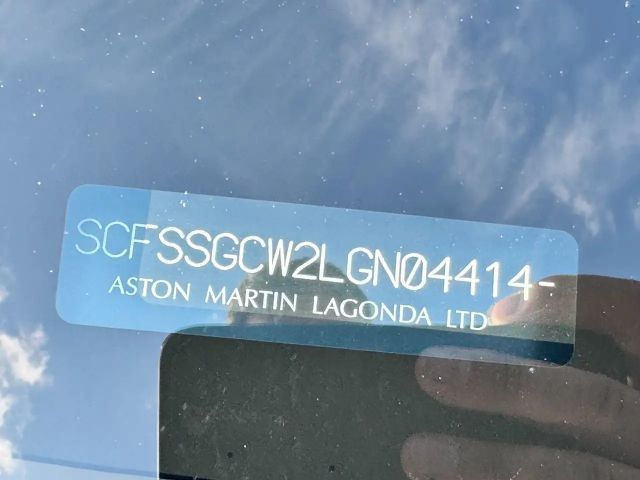 SCFSSGCW2LGN04414-
ASTON MARTIN LAGONDA LTD